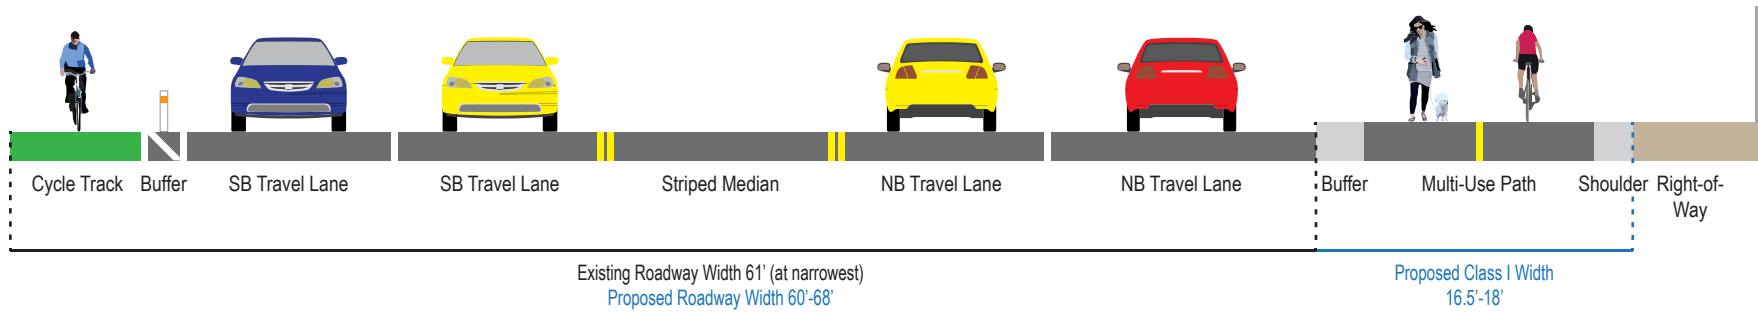 Cycle Track
Buffer
SB Travel Lane
SB Travel Lane
Striped Median
NB Travel Lane
NB Travel Lane
Buffer
Multi-Use Path
Shoulder
Right-of-
Way
Existing Roadway Width 61' (at narrowest)
Proposed Roadway Width 60'-68'
Proposed Class I Width
16.5'-18'